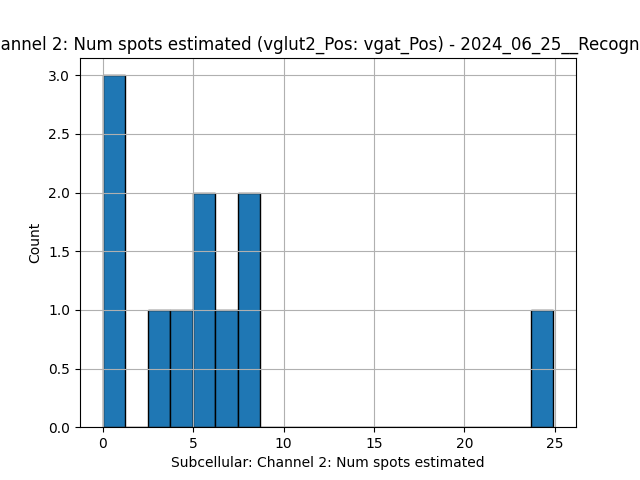 annel 2: Num spots estimated (vglut2_Pos: vgat_Pos) - 2024_06_25__Recogn
3.0
2.5
2.0
1.5
1.0
0.5
0.0
Count
0 5 10 15 20 25
Subcellular: Channel 2: Num spots estimated